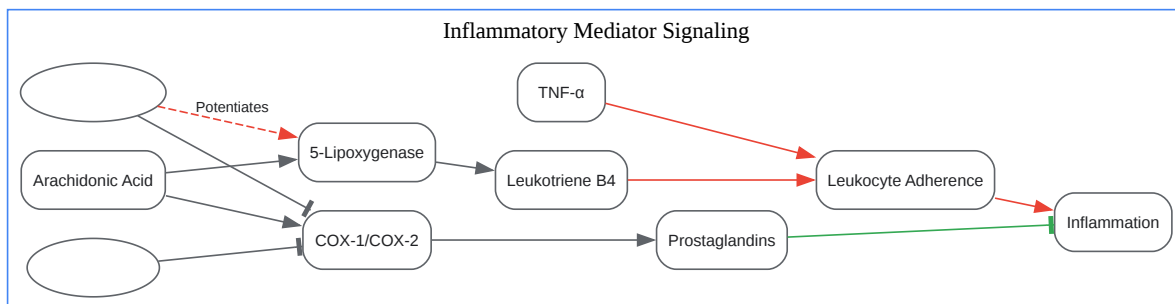 Inflammatory Mediator Signaling
Potentiates
TNF-α
5-Lipoxygenase
Arachidonic Acid
Leukotriene B4
Leukocyte Adherence
Inflammation
COX-1/COX-2
Prostaglandins